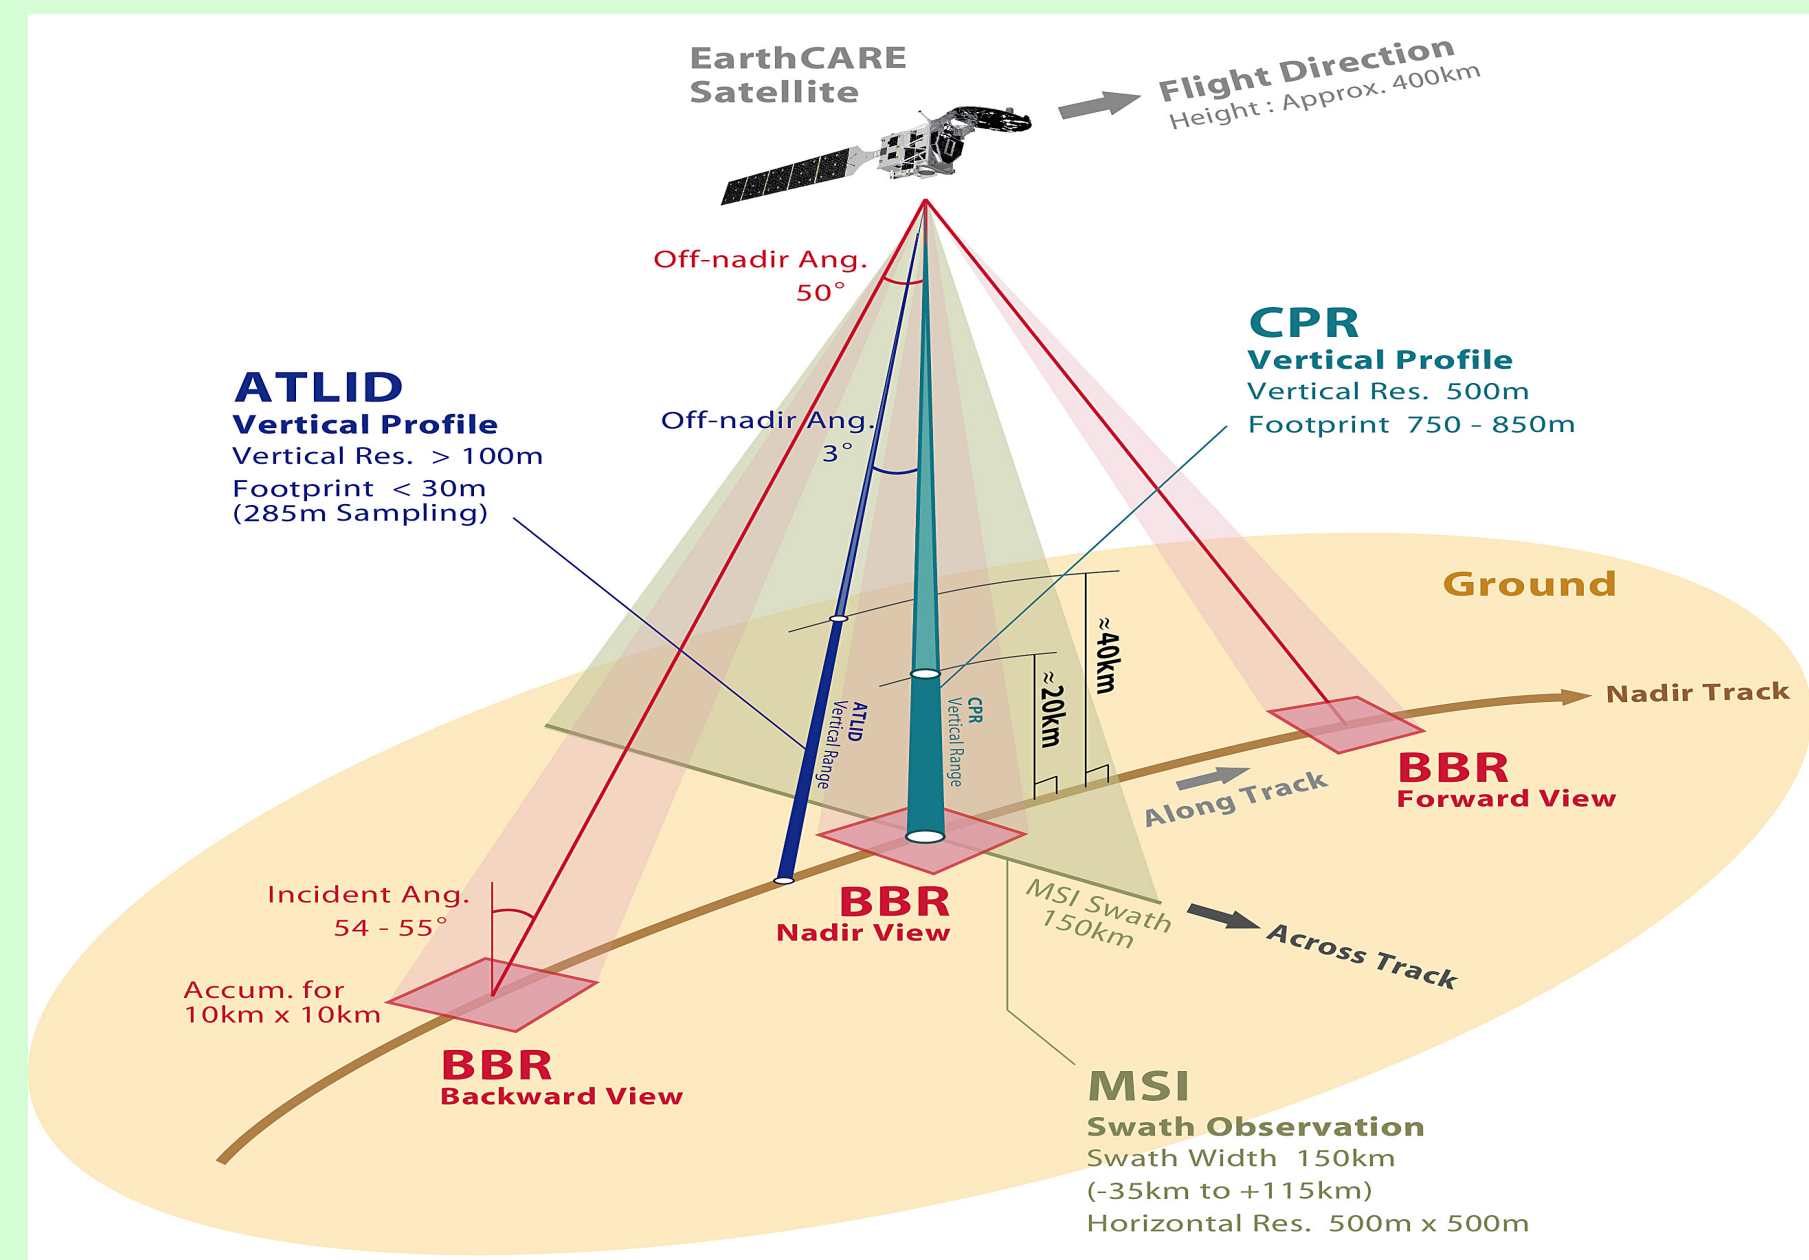 EarthCARE
Satellite
Flight Direction
Height : Approx. 400km
Off-nadir Ang.
50°
CPR
Vertical Profile
Vertical Res. 500m
Footprint 750 - 850m
ATLID
Vertical Profile
Vertical Res. > 100m
Footprint < 30m
(285m Sampling)
Off-nadir Ang.
3°
Ground
≈40km
≈20km
ATLID
Vertical Range
CPR
Vertical Range
Nadir Track
BBR
Forward View
Along Track
BBR
Nadir View
MSI Swath
150km
Across Track
Incident Ang.
54 - 55°
Accum. for
10km x 10km
BBR
Backward View
MSI
Swath Observation
Swath Width 150km
(-35km to +115km)
Horizontal Res. 500m x 500m